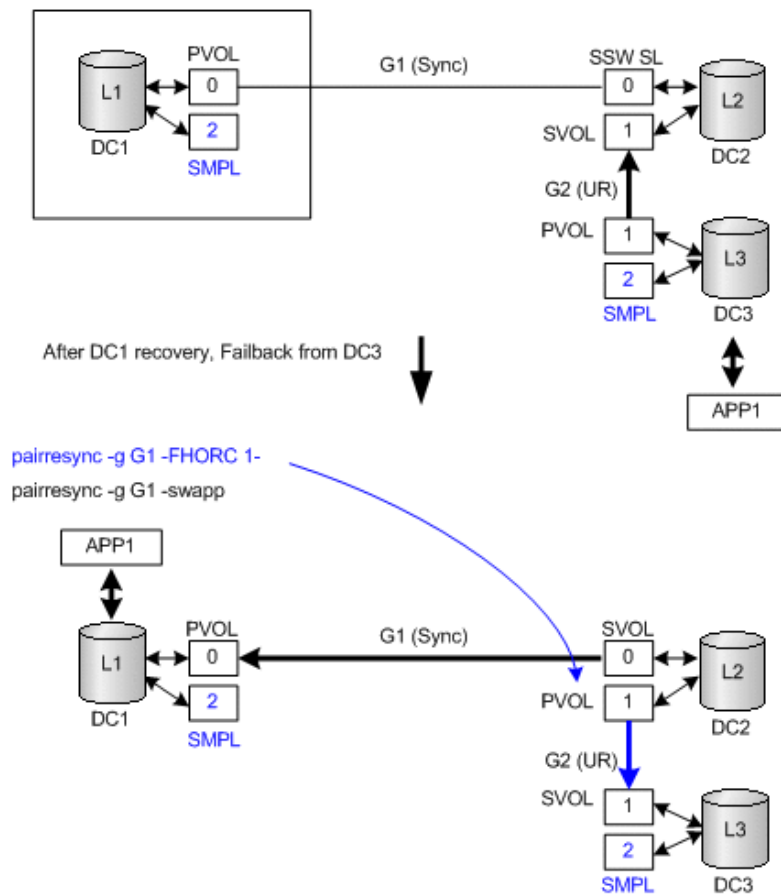 PVOL
G1 (Sync)
SSW SL
L1
0
0
L2
2
SVOL
1
DC1
SMPL
DC2
G2 (UR)
PVOL
1
L3
2
SMPL
DC3
After DC1 recovery, Failback from DC3
APP1
pairresync -g G1 -FHORC 1-
pairresync -g G1 -swapp
APP1
PVOL
G1 (Sync)
SVOL
L1
0
0
L2
2
PVOL
1
DC1
SMPL
DC2
G2 (UR)
SVOL
1
L3
2
SMPL
DC3